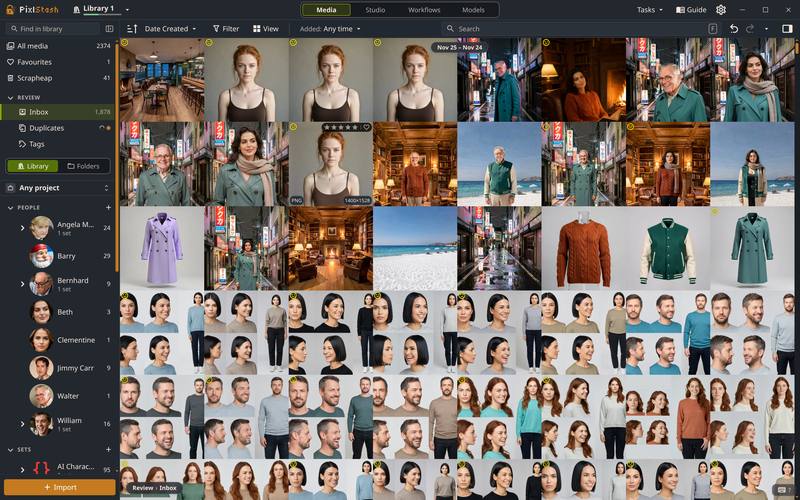 PixlStash
Library 1
Media
Studio
Workflows
Models
Tasks
Guide
Find in library
Date Created
Filter
View
Added: Any time
Search
F
All media 2374
Favourites 1
Scrapheap 41
REVIEW
Inbox 1,878
Duplicates
Tags
Library
Folders
Any project
PEOPLE
Angela M... 24
1 set
Barry 29
Bernhard 9
1 set
Beth 3
Clementine 1
Jimmy Carr 9
Walter 1
William 16
1 set
SETS
AI Charac... 95
Import
Nov 25 – Nov 24
PNG
1400×1528
Review › Inbox